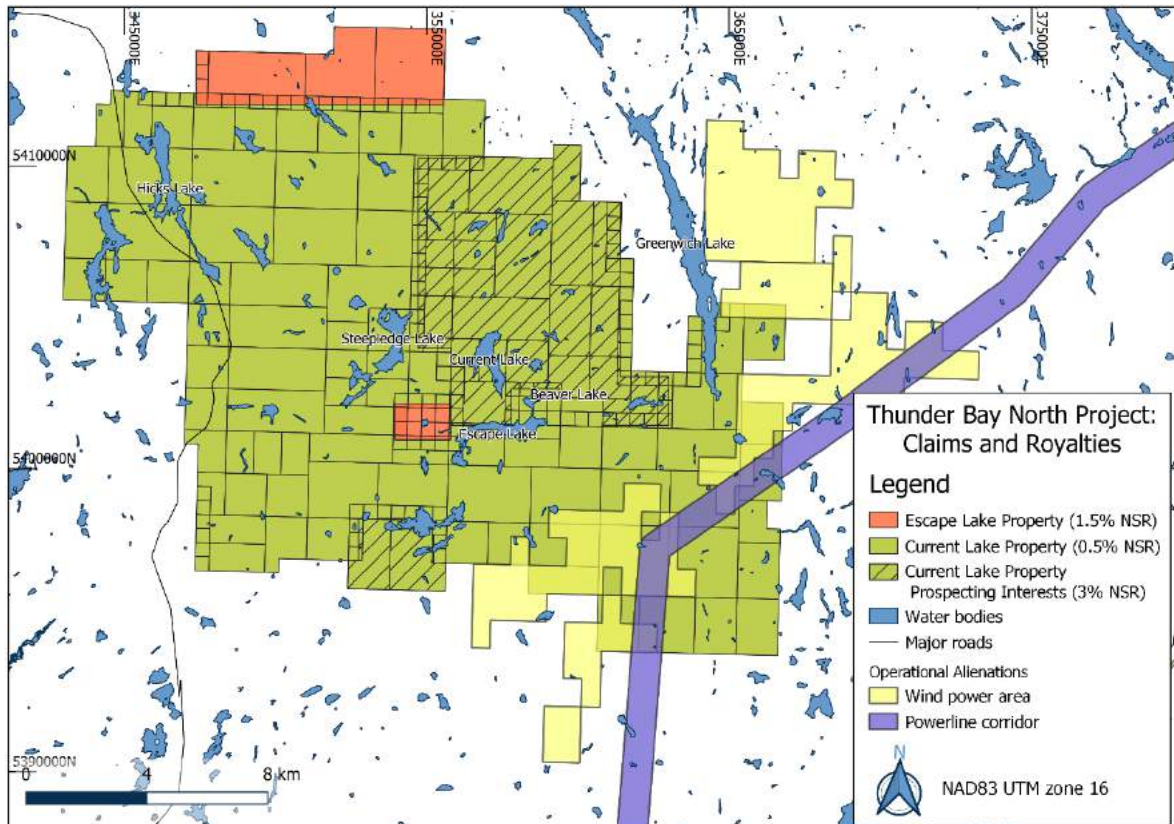 345000E
355000E
365000E
375000E
5410000N
Hicks Lake
Greenwich Lake
Steepledge Lake
Current Lake
Beaver Lake
Escape Lake
5400000N
5390000N
0 4 8 km
Thunder Bay North Project:
Claims and Royalties
Legend
Escape Lake Property (1.5% NSR)
Current Lake Property (0.5% NSR)
Current Lake Property
Prospecting Interests (3% NSR)
Water bodies
Major roads
Operational Alienations
Wind power area
Powerline corridor
N
NAD83 UTM zone 16